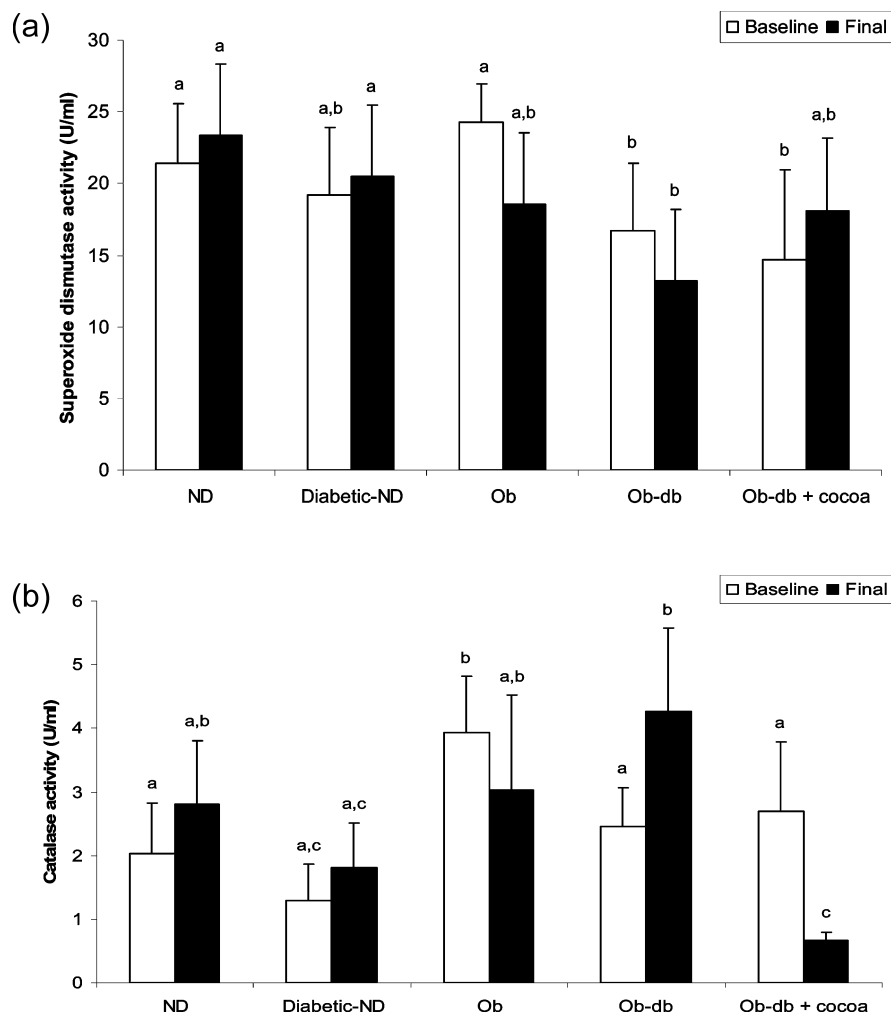 (a)
Baseline Final
Superoxide dismutase activity (U/ml)
30
25
20
15
10
5
0
a a a,b a a a,b b b b a,b
ND Diabetic-ND Ob Ob-db Ob-db + cocoa
(b)
Baseline Final
Catalase activity (U/ml)
6
5
4
3
2
1
0
a a,b a,c a,c b a,b a b a c
ND Diabetic-ND Ob Ob-db Ob-db + cocoa